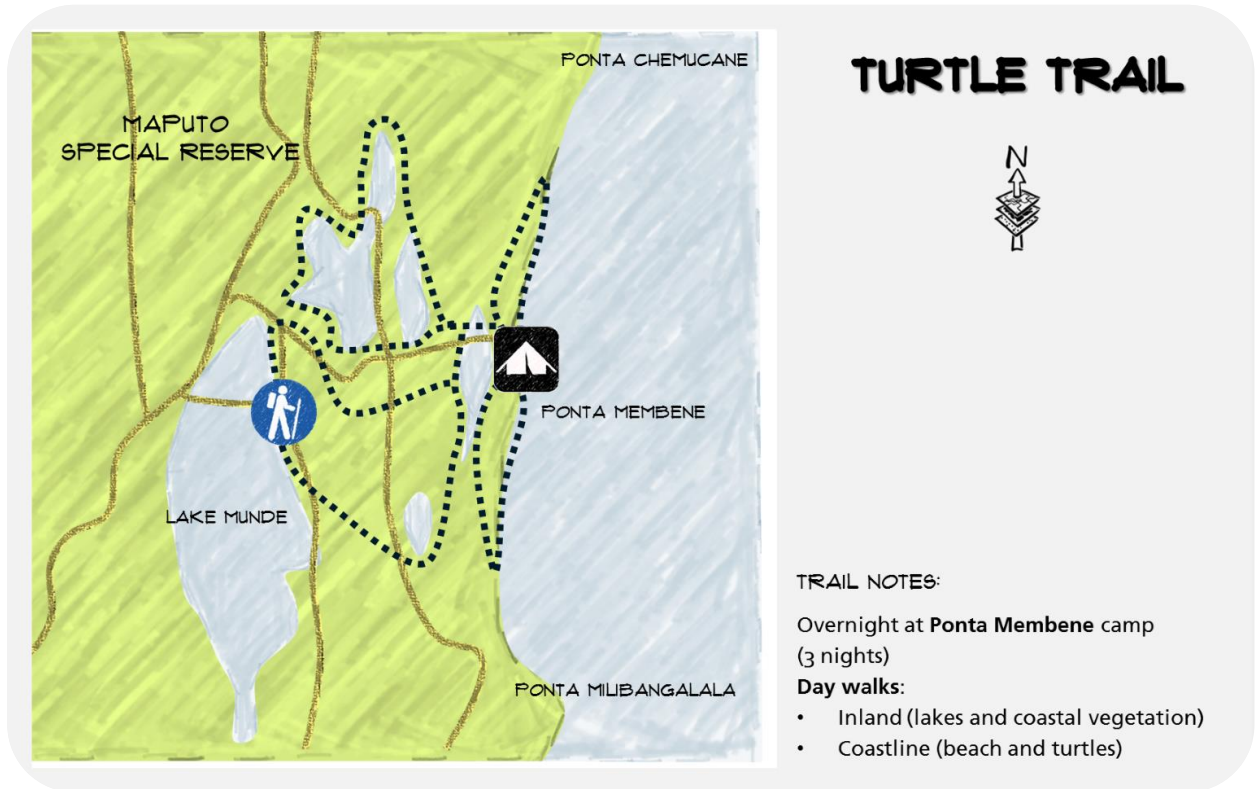 TURTLE TRAIL
N
PONTA CHEMUCANE
MAPUTO
SPECIAL RESERVE
PONTA MEMBENE
LAKE MUNDE
PONTA MILIBANGALALA
TRAIL NOTES:
Overnight at Ponta Membene camp
(3 nights)
Day walks:
• Inland (lakes and coastal vegetation)
• Coastline (beach and turtles)